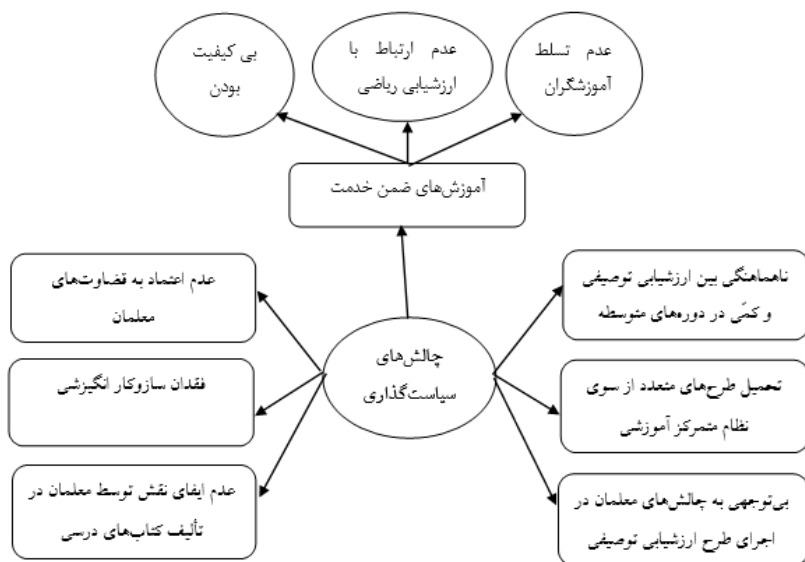 عدم تسلط
آموزشگران
عدم ارتباط با
ارزشیابی ریاضی
بی کیفیت
بودن
آموزش‌های ضمن خدمت
ناهماهنگی بین ارزشیابی توصیفی
و کمّی در دوره‌های متوسطه
عدم اعتماد به قضاوت‌های
معلمان
چالش‌های
سیاست‌گذاری
تحمیل طرح‌های متعدد از سوی
نظام متمرکز آموزشی
فقدان سازوکار انگیزشی
بی‌توجهی به چالش‌های معلمان در
اجرای طرح ارزشیابی توصیفی
عدم ایفای نقش توسط معلمان در
تألیف کتاب‌های درسی